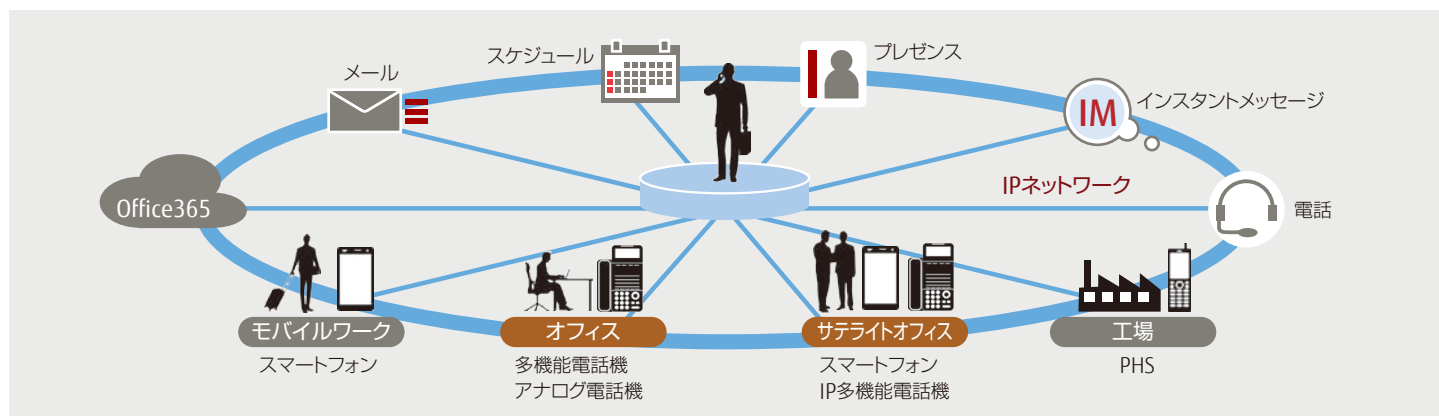 スケジュール
プレゼンス
メール
インスタントメッセージ
IM
IPネットワーク
Office365
電話
モバイルワーク
スマートフォン
オフィス
多機能電話機
アナログ電話機
サテライトオフィス
スマートフォン
IP多機能電話機
工場
PHS